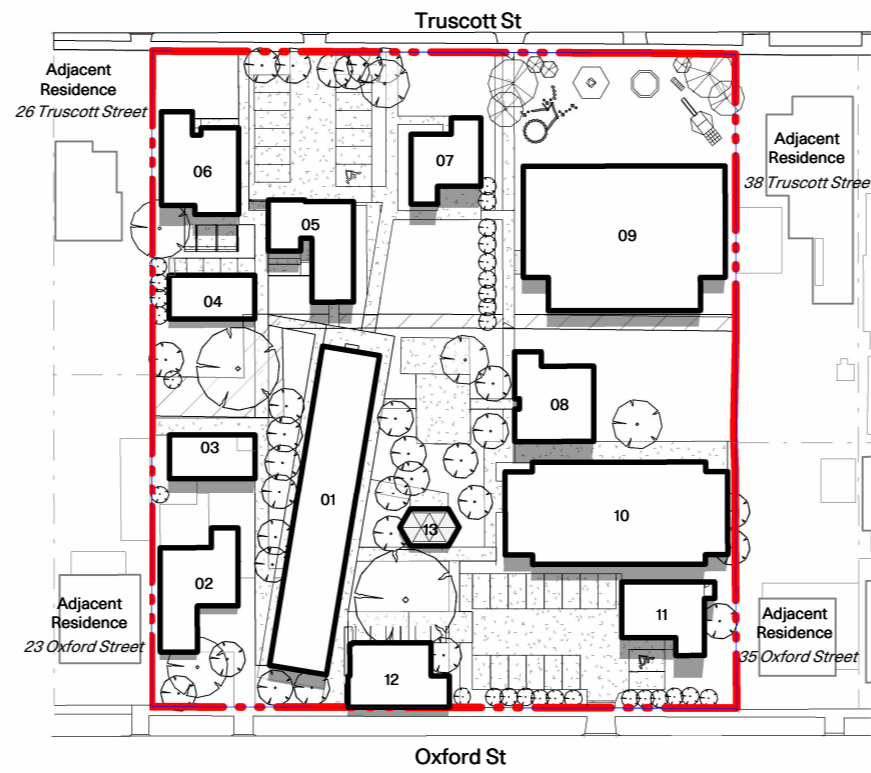 Truscott St
Adjacent
Residence
26 Truscott Street
Adjacent
Residence
38 Truscott Street
06
07
05
09
04
08
03
01
10
13
02
11
12
Adjacent
Residence
23 Oxford Street
Adjacent
Residence
35 Oxford Street
Oxford St